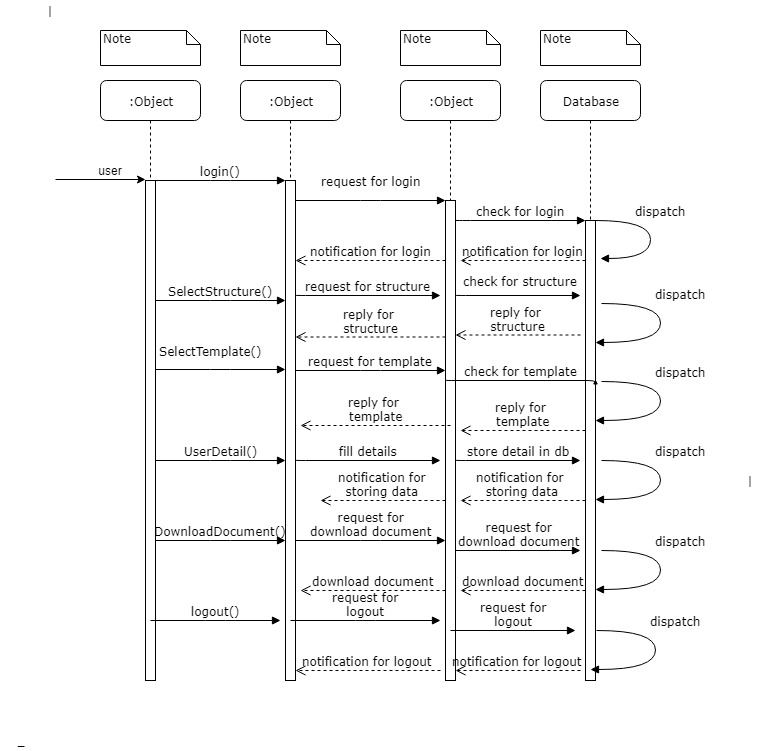 Note
Note
Note
Note
:Object
:Object
:Object
Database
user
login()
request for login
check for login
dispatch
notification for login
notification for login
SelectStructure()
request for structure
check for structure
dispatch
reply for
structure
reply for
structure
SelectTemplate()
request for template
check for template
dispatch
reply for
template
reply for
template
UserDetail()
fill details
store detail in db
dispatch
notification for
storing data
notification for
storing data
DownloadDocument()
request for
download document
request for
download document
dispatch
download document
download document
logout()
request for
logout
request for
logout
dispatch
notification for logout
notification for logout